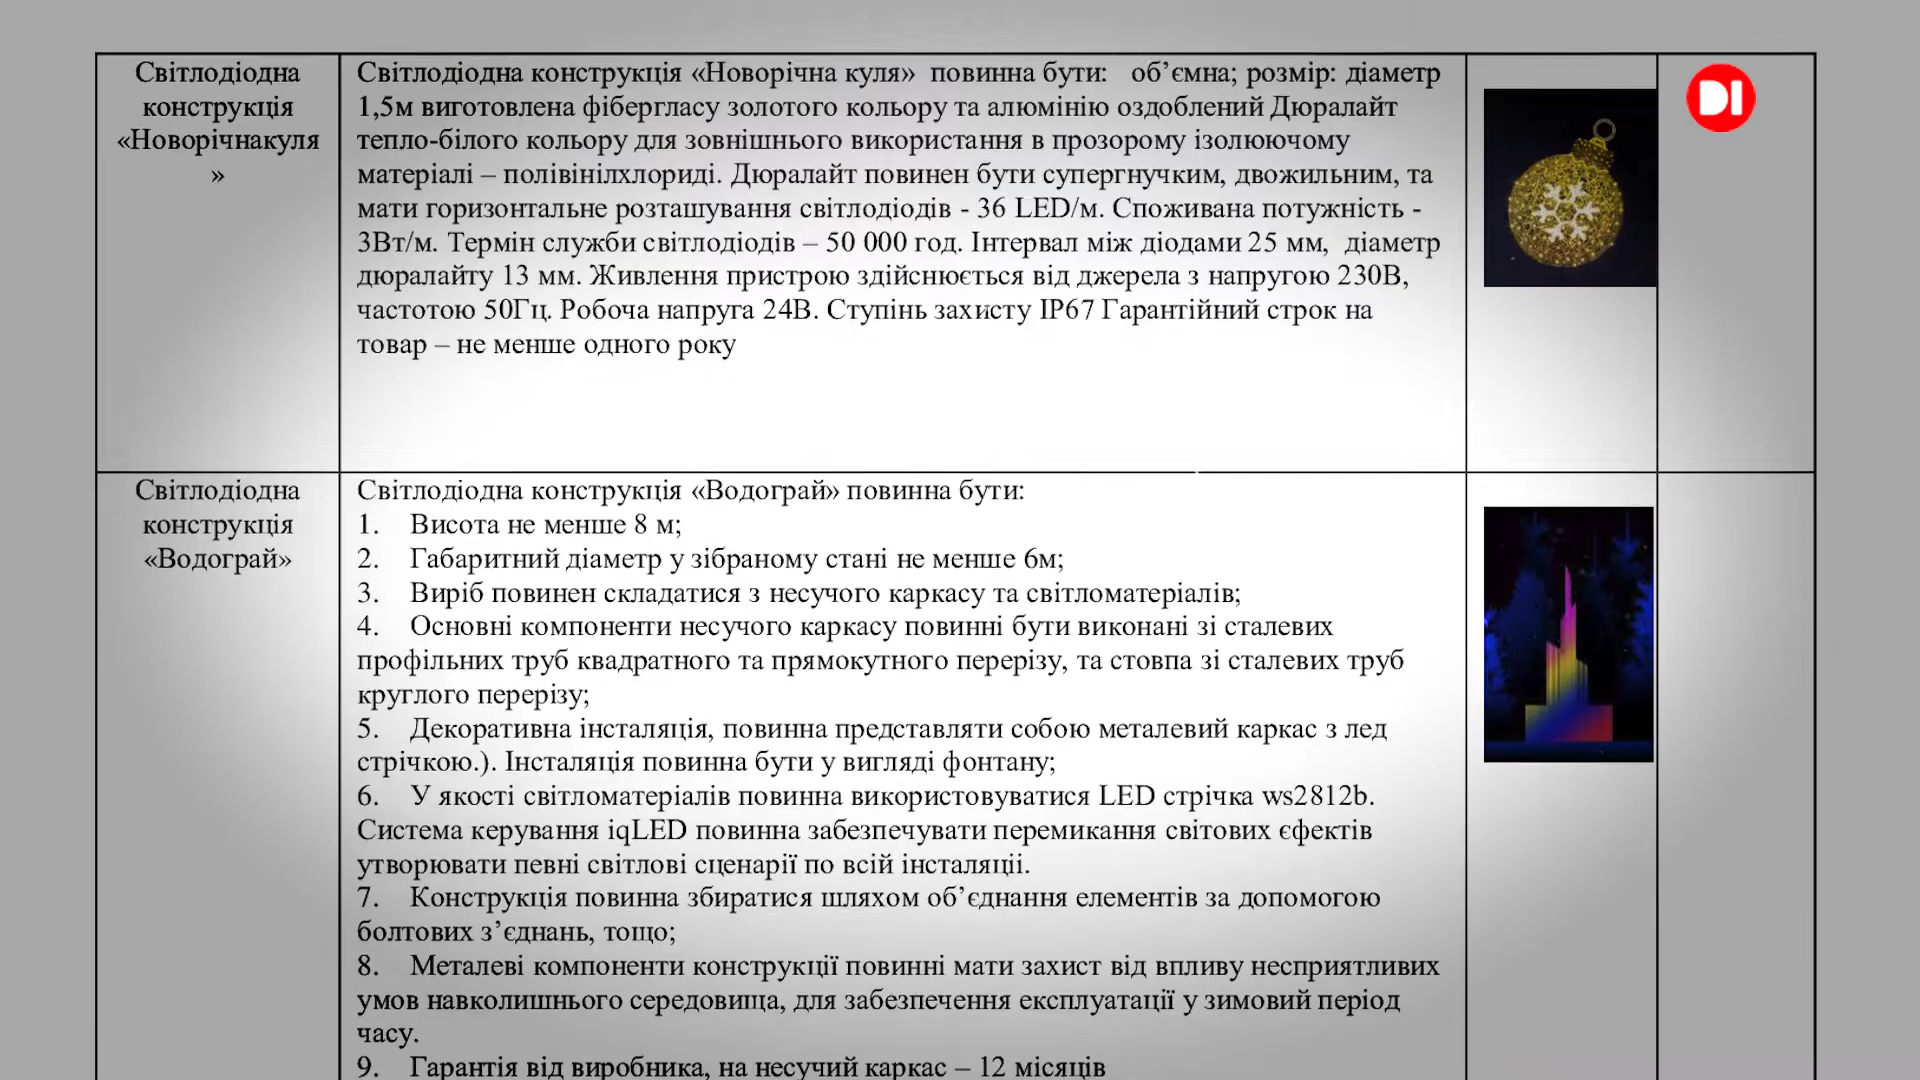 Світлодіодна
конструкція
«Новорічнакуля
»
Світлодіодна конструкція «Новорічна куля» повинна бути: об’ємна; розмір: діаметр
1,5м виготовлена фібергласу золотого кольору та алюмінію оздоблений Дюралайт
тепло-білого кольору для зовнішнього використання в прозорому ізолюючому
матеріалі – полівінілхлориді. Дюралайт повинен бути супергнучким, двожильним, та
мати горизонтальне розташування світлодіодів - 36 LED/м. Споживана потужність -
3Вт/м. Термін служби світлодіодів – 50 000 год. Інтервал між діодами 25 мм, діаметр
дюралайту 13 мм. Живлення пристрою здійснюється від джерела з напругою 230В,
частотою 50Гц. Робоча напруга 24В. Ступінь захисту IP67 Гарантійний строк на
товар – не менше одного року
DI
Світлодіодна
конструкція
«Водограй»
Світлодіодна конструкція «Водограй» повинна бути:
1. Висота не менше 8 м;
2. Габаритний діаметр у зібраному стані не менше 6м;
3. Виріб повинен складатися з несучого каркасу та світломатеріалів;
4. Основні компоненти несучого каркасу повинні бути виконані зі сталевих
профільних труб квадратного та прямокутного перерізу, та стовпа зі сталевих труб
круглого перерізу;
5. Декоративна інсталяція, повинна представляти собою металевий каркас з лед
стрічкою.). Інсталяція повинна бути у вигляді фонтану;
6. У якості світломатеріалів повинна використовуватися LED стрічка ws2812b.
Система керування iqLED повинна забезпечувати перемикання світових єфектів
утворювати певні світлові сценарії по всій інсталяції.
7. Конструкція повинна збиратися шляхом об’єднання елементів за допомогою
болтових з’єднань, тощо;
8. Металеві компоненти конструкції повинні мати захист від впливу несприятливих
умов навколишнього середовища, для забезпечення експлуатації у зимовий період
часу.
9. Гарантія від виробника, на несучий каркас – 12 місяців